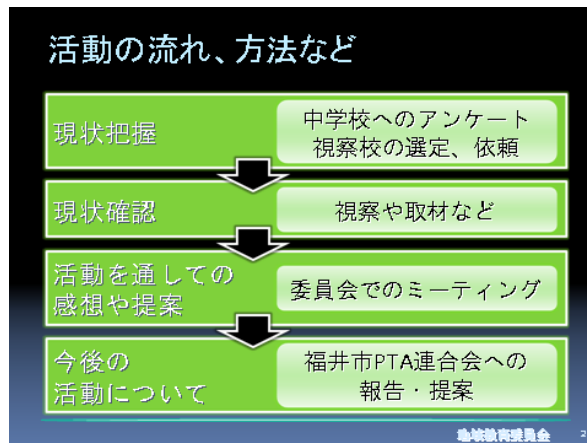 活動の流れ、方法など
現状把握
中学校へのアンケート
視察校の選定、依頼
現状確認
視察や取材など
活動を通しての
感想や提案
委員会でのミーティング
今後の
活動について
福井市PTA連合会への
報告・提案
地域教育委員会